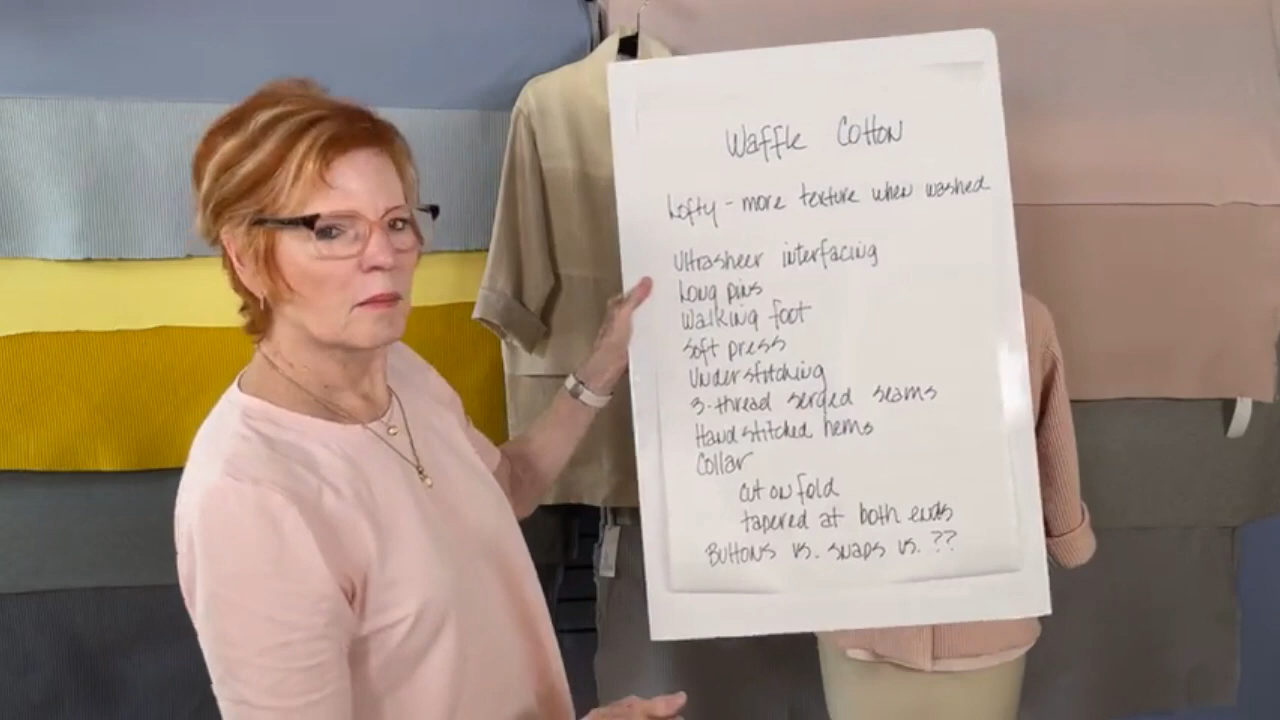 Waffle Cotton
Lofty - more texture when washed
Ultrasheer interfacing
Long pins
Walking foot
Soft press
Understitching
3-thread serged seams
Hand stitched hems
Collar
cut on fold
tapered at both ends
Buttons vs. snaps vs. ??